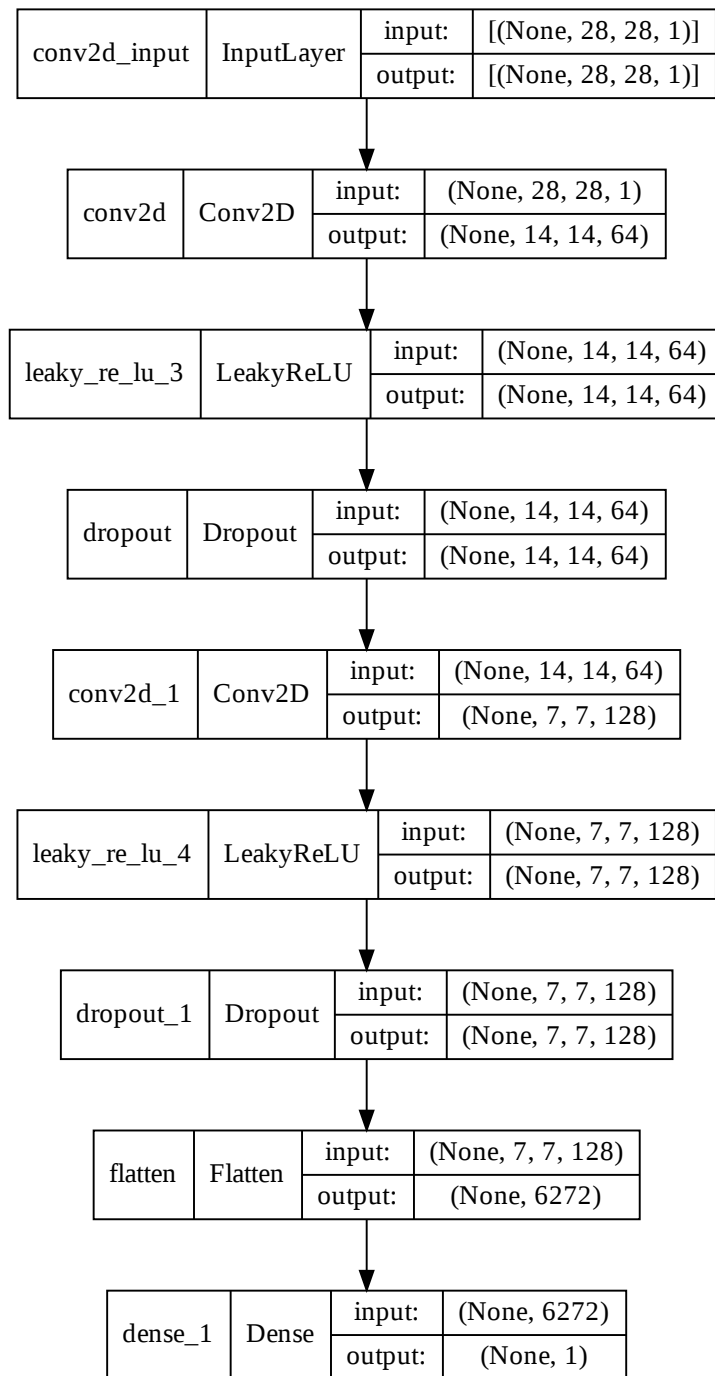 conv2d_input InputLayer input: [(None, 28, 28, 1)]
output: [(None, 28, 28, 1)]
conv2d Conv2D input: (None, 28, 28, 1)
output: (None, 14, 14, 64)
leaky_re_lu_3 LeakyReLU input: (None, 14, 14, 64)
output: (None, 14, 14, 64)
dropout Dropout input: (None, 14, 14, 64)
output: (None, 14, 14, 64)
conv2d_1 Conv2D input: (None, 14, 14, 64)
output: (None, 7, 7, 128)
leaky_re_lu_4 LeakyReLU input: (None, 7, 7, 128)
output: (None, 7, 7, 128)
dropout_1 Dropout input: (None, 7, 7, 128)
output: (None, 7, 7, 128)
flatten Flatten input: (None, 7, 7, 128)
output: (None, 6272)
dense_1 Dense input: (None, 6272)
output: (None, 1)